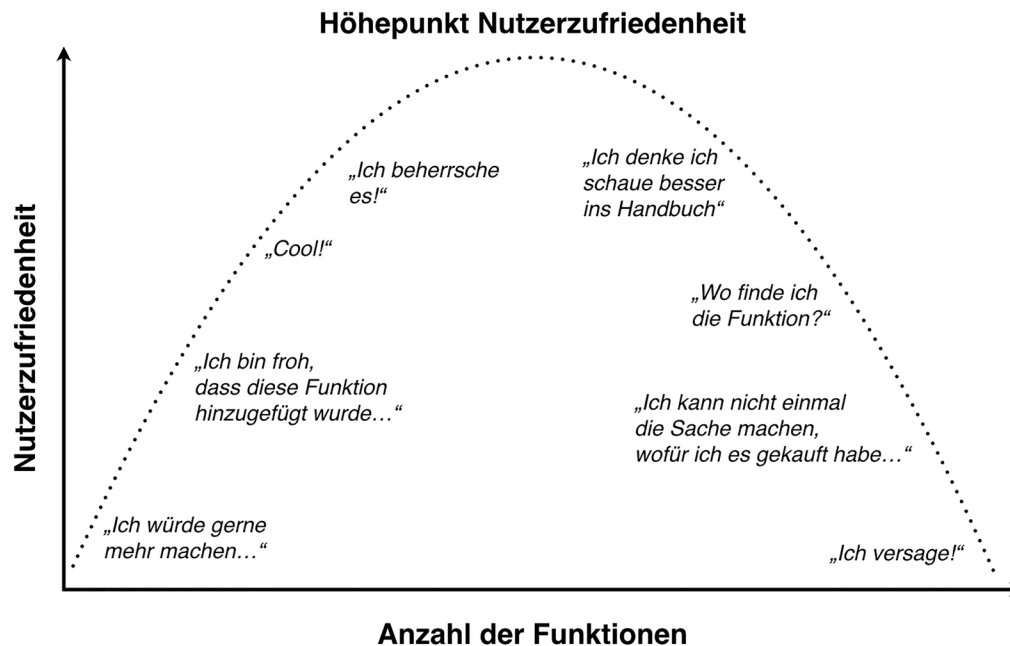 Höhepunkt Nutzerzufriedenheit
Nutzerzufriedenheit
„Ich würde gerne
mehr machen…“
„Ich bin froh,
dass diese Funktion
hinzugefügt wurde…“
„Cool!“
„Ich beherrsche
es!“
„Ich denke ich
schaue besser
ins Handbuch“
„Wo finde ich
die Funktion?“
„Ich kann nicht einmal
die Sache machen,
wofür ich es gekauft habe…“
„Ich versage!“
Anzahl der Funktionen